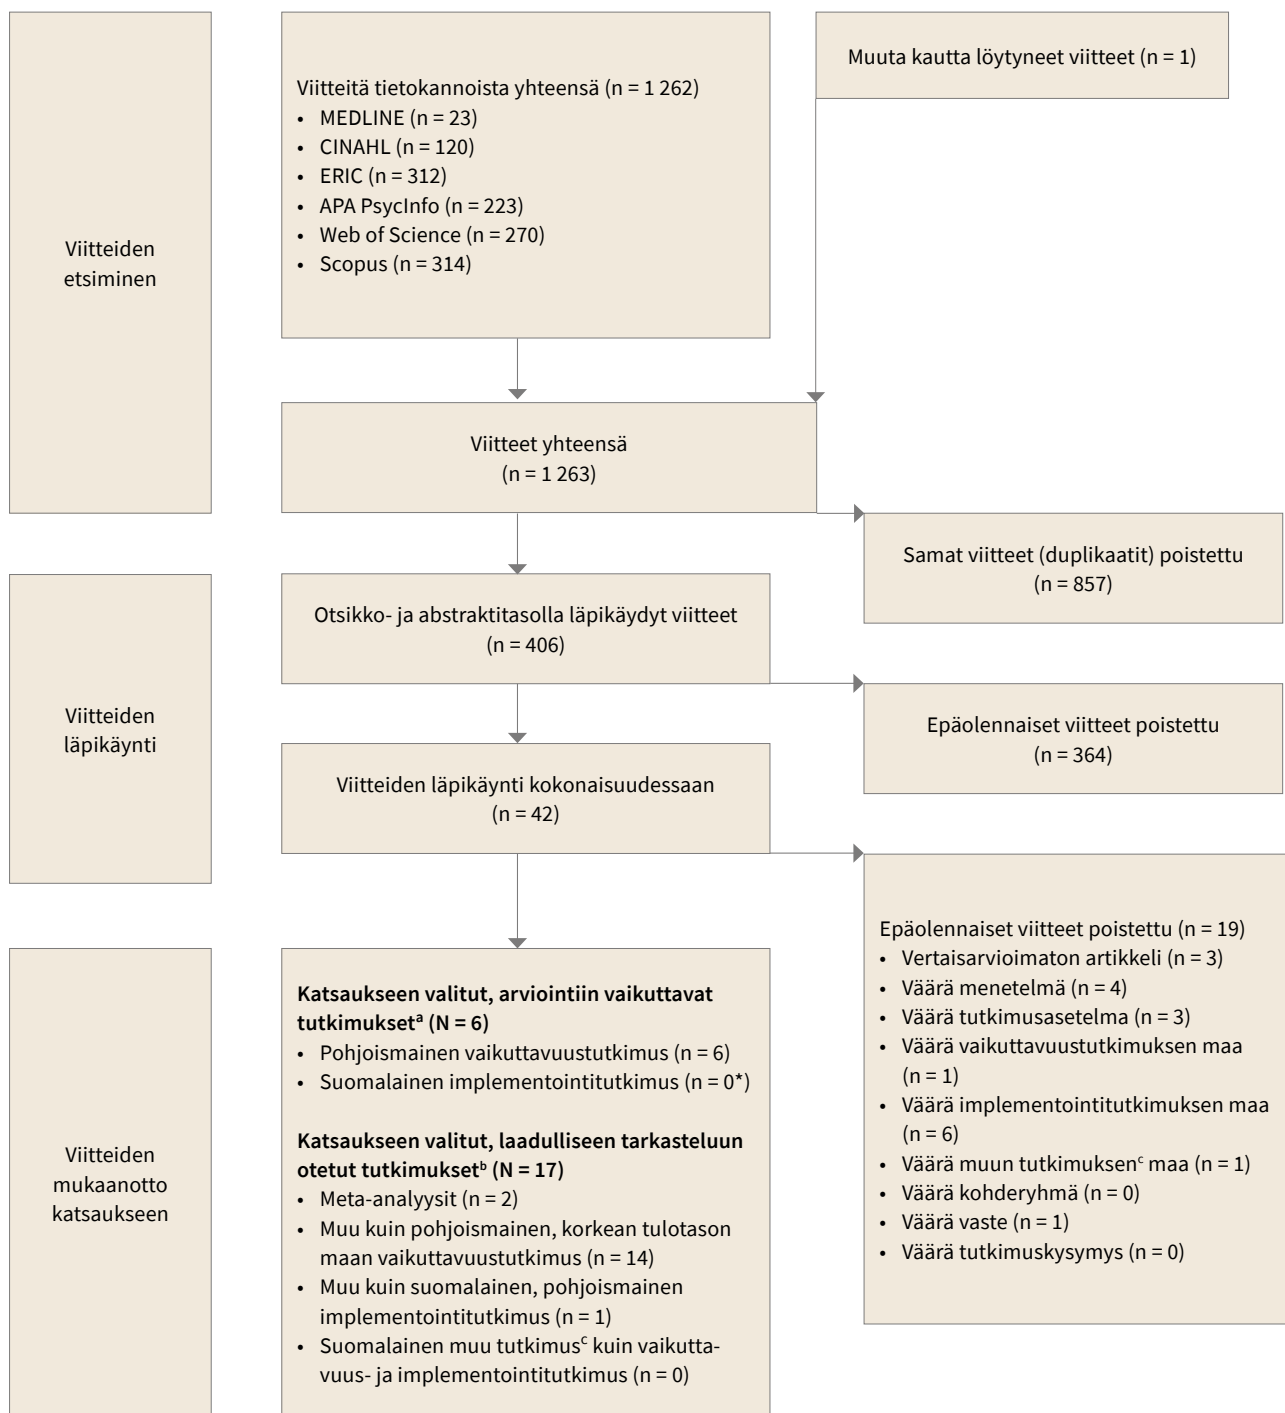 Viitteiden
etsiminen
Viitteitä tietokannoista yhteensä (n = 1 262)
• MEDLINE (n = 23)
• CINAHL (n = 120)
• ERIC (n = 312)
• APA PsycInfo (n = 223)
• Web of Science (n = 270)
• Scopus (n = 314)
Muuta kautta löytyneet viitteet (n = 1)
Viitteet yhteensä
(n = 1 263)
Samat viitteet (duplikaatit) poistettu
(n = 857)
Viitteiden
läpikäynti
Otsikko- ja abstraktitasolla läpikäydyt viitteet
(n = 406)
Epäolennaiset viitteet poistettu
(n = 364)
Viitteiden läpikäynti kokonaisuudessaan
(n = 42)
Epäolennaiset viitteet poistettu (n = 19)
• Vertaisarvioimaton artikkeli (n = 3)
• Väärä menetelmä (n = 4)
• Väärä tutkimusasetelma (n = 3)
• Väärä vaikuttavuustutkimuksen maa
(n = 1)
• Väärä implementointitutkimuksen maa
(n = 6)
• Väärä muun tutkimuksenᶜ maa (n = 1)
• Väärä kohderyhmä (n = 0)
• Väärä vaste (n = 1)
• Väärä tutkimuskysymys (n = 0)
Viitteiden
mukaanotto
katsaukseen
Katsaukseen valitut, arviointiin vaikuttavat
tutkimuksetᵃ (N = 6)
• Pohjoismainen vaikuttavuustutkimus (n = 6)
• Suomalainen implementointitutkimus (n = 0*)
Katsaukseen valitut, laadulliseen tarkasteluun
otetut tutkimuksetᵇ (N = 17)
• Meta-analyysit (n = 2)
• Muu kuin pohjoismainen, korkean tulotason
maan vaikuttavuustutkimus (n = 14)
• Muu kuin suomalainen, pohjoismainen
implementointitutkimus (n = 1)
• Suomalainen muu tutkimusᶜ kuin vaikutta-
vuus- ja implementointitutkimus (n = 0)